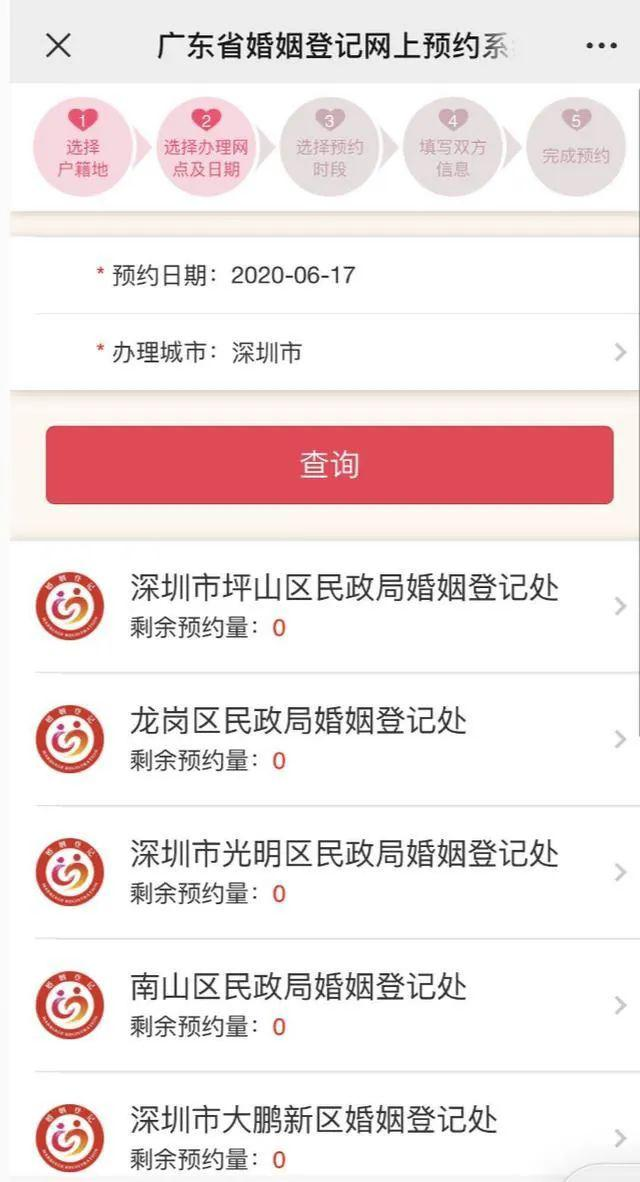 广东省婚姻登记网上预约系
1
选择
户籍地
2
选择办理网
点及日期
3
选择预约
时段
4
填写双方
信息
5
完成预约
* 预约日期：2020-06-17
* 办理城市：深圳市
查询
深圳市坪山区民政局婚姻登记处
剩余预约量：0
龙岗区民政局婚姻登记处
剩余预约量：0
深圳市光明区民政局婚姻登记处
剩余预约量：0
南山区民政局婚姻登记处
剩余预约量：0
深圳市大鹏新区婚姻登记处
剩余预约量：0